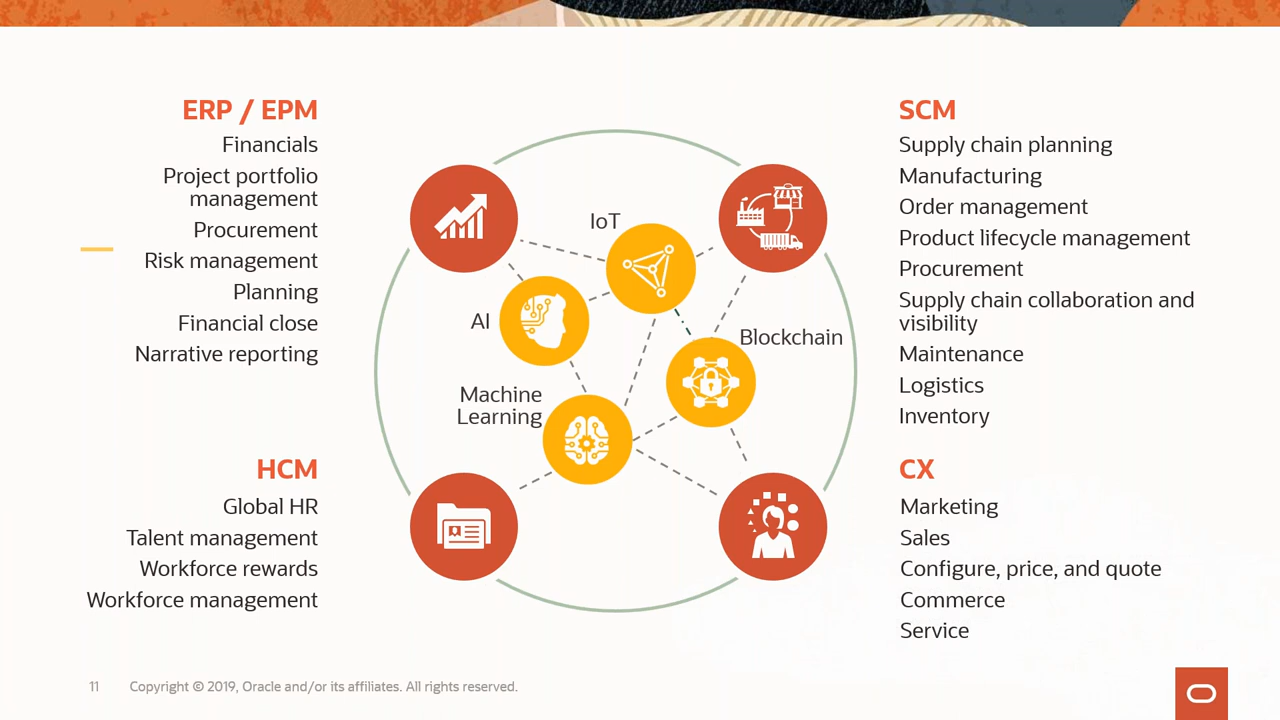 ERP / EPM
Financials
Project portfolio
management
Procurement
Risk management
Planning
Financial close
Narrative reporting
HCM
Global HR
Talent management
Workforce rewards
Workforce management
IoT
AI
Blockchain
Machine
Learning
SCM
Supply chain planning
Manufacturing
Order management
Product lifecycle management
Procurement
Supply chain collaboration and
visibility
Maintenance
Logistics
Inventory
CX
Marketing
Sales
Configure, price, and quote
Commerce
Service
11 Copyright © 2019, Oracle and/or its affiliates. All rights reserved.